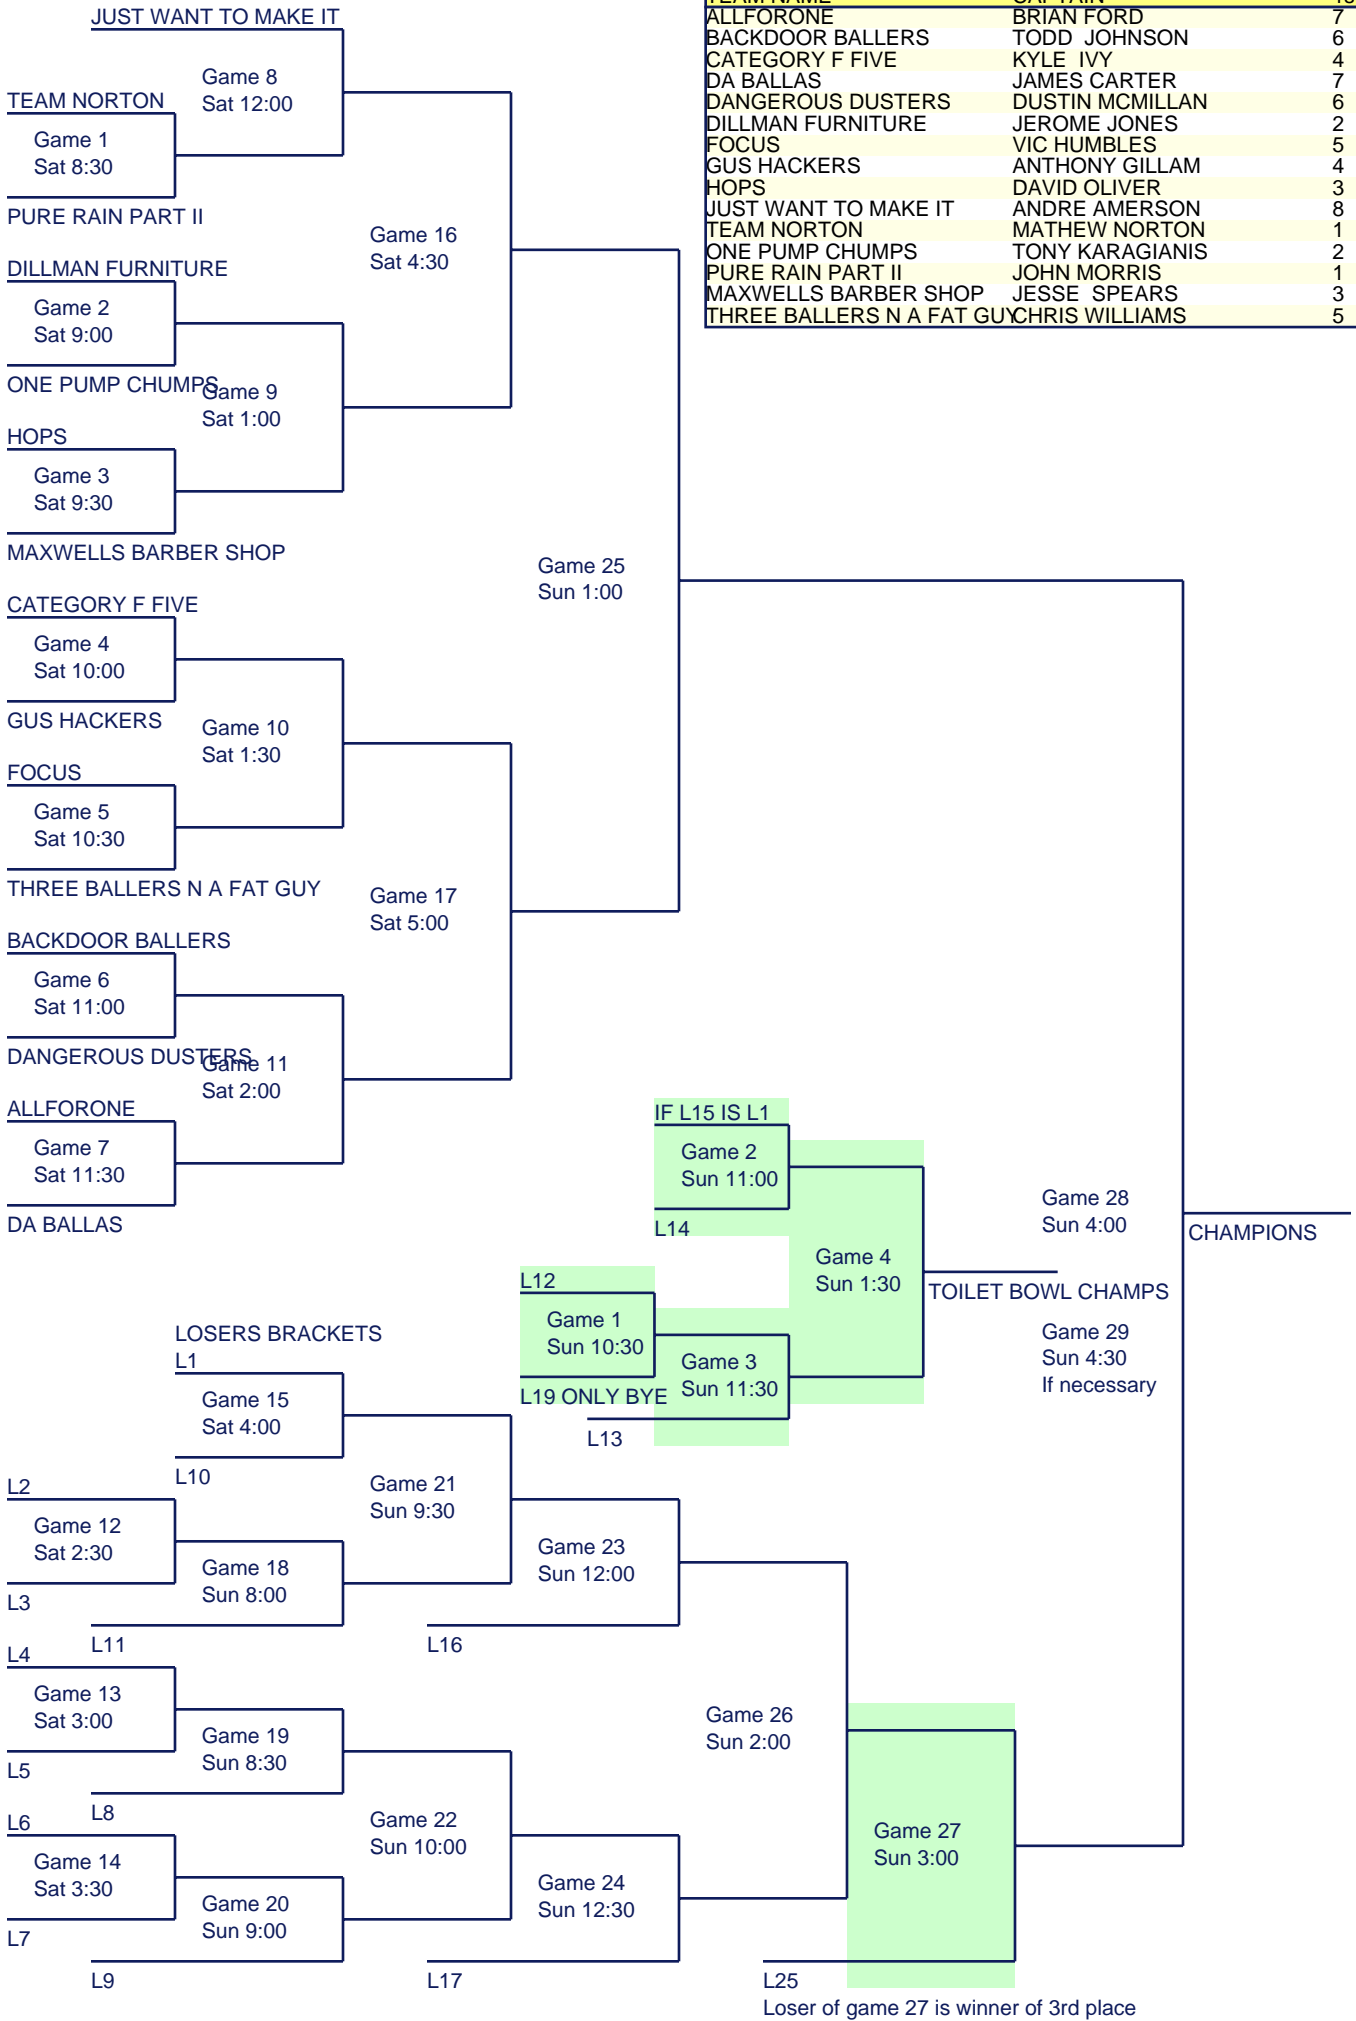 JUST WANT TO MAKE IT
Game 8
Sat 12:00
TEAM NORTON
Game 1
Sat 8:30
PURE RAIN PART II
Game 16
Sat 4:30
DILLMAN FURNITURE
Game 2
Sat 9:00
ONE PUMP CHUMPS
Game 9
Sat 1:00
HOPS
Game 3
Sat 9:30
MAXWELLS BARBER SHOP
Game 25
Sun 1:00
CATEGORY F FIVE
Game 4
Sat 10:00
GUS HACKERS
Game 10
Sat 1:30
FOCUS
Game 5
Sat 10:30
THREE BALLERS N A FAT GUY
Game 17
Sat 5:00
BACKDOOR BALLERS
Game 6
Sat 11:00
DANGEROUS DUSTERS
Game 11
Sat 2:00
ALLFORONE
Game 7
Sat 11:30
DA BALLAS
ALLFORONE BRIAN FORD 7
BACKDOOR BALLERS TODD JOHNSON 6
CATEGORY F FIVE KYLE IVY 4
DA BALLAS JAMES CARTER 7
DANGEROUS DUSTERS DUSTIN MCMILLAN 6
DILLMAN FURNITURE JEROME JONES 2
FOCUS VIC HUMBLES 5
GUS HACKERS ANTHONY GILLAM 4
HOPS DAVID OLIVER 3
JUST WANT TO MAKE IT ANDRE AMERSON 8
TEAM NORTON MATHEW NORTON 1
ONE PUMP CHUMPS TONY KARAGIANIS 2
PURE RAIN PART II JOHN MORRIS 1
MAXWELLS BARBER SHOP JESSE SPEARS 3
THREE BALLERS N A FAT GUY CHRIS WILLIAMS 5
IF L15 IS L1
Game 2
Sun 11:00
L14
Game 4
Sun 1:30
L12
Game 1
Sun 10:30
L19 ONLY BYE
Game 3
Sun 11:30
L13
TOILET BOWL CHAMPS
Game 28
Sun 4:00
CHAMPIONS
Game 29
Sun 4:30
If necessary
LOSERS BRACKETS
L1
Game 15
Sat 4:00
L10
Game 21
Sun 9:30
L2
Game 12
Sat 2:30
L3
Game 18
Sun 8:00
L11
Game 23
Sun 12:00
L16
L4
Game 13
Sat 3:00
L5
Game 19
Sun 8:30
L8
Game 26
Sun 2:00
L6
Game 14
Sat 3:30
L7
Game 22
Sun 10:00
Game 20
Sun 9:00
L9
Game 24
Sun 12:30
L17
Game 27
Sun 3:00
L25
Loser of game 27 is winner of 3rd place